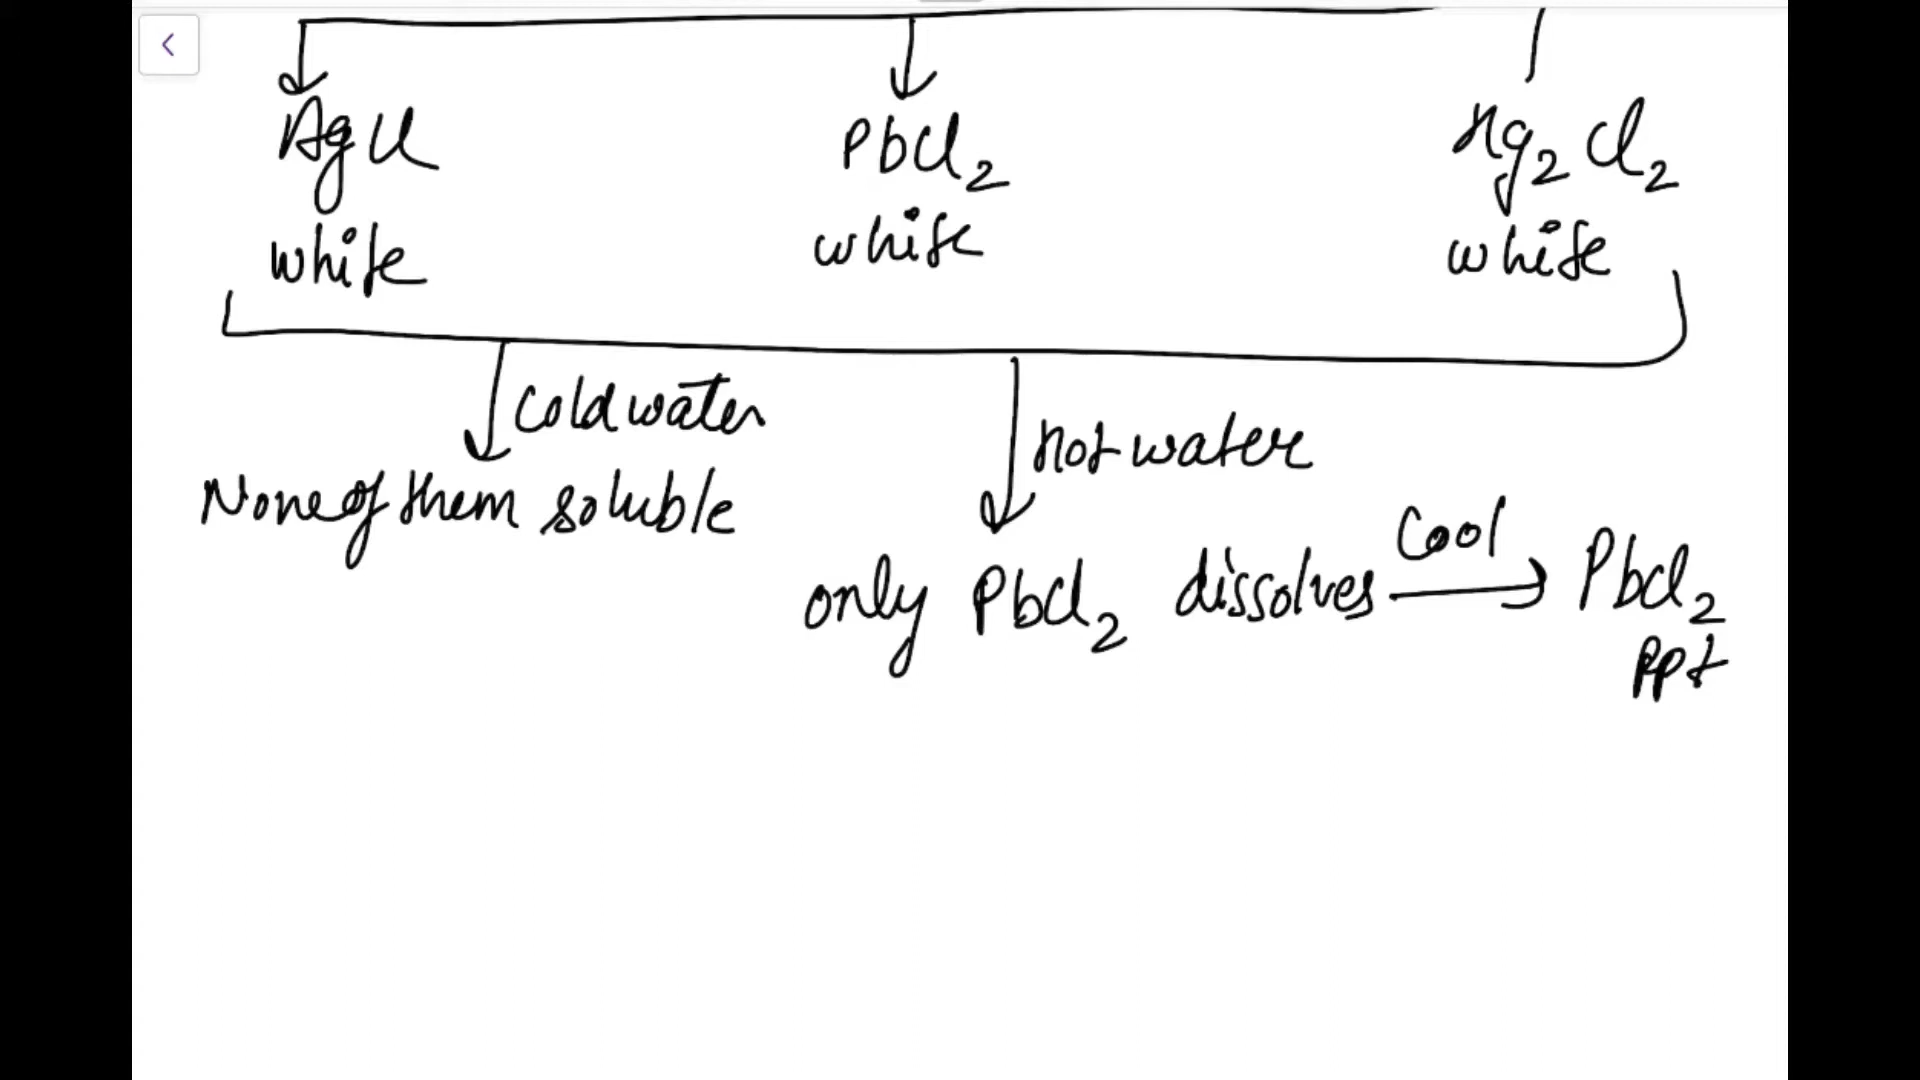 AgCl PbCl2 Hg2Cl2
white white white
Cold water
Hot water
None of them soluble
Cool
only PbCl2 dissolves → PbCl2
ppt